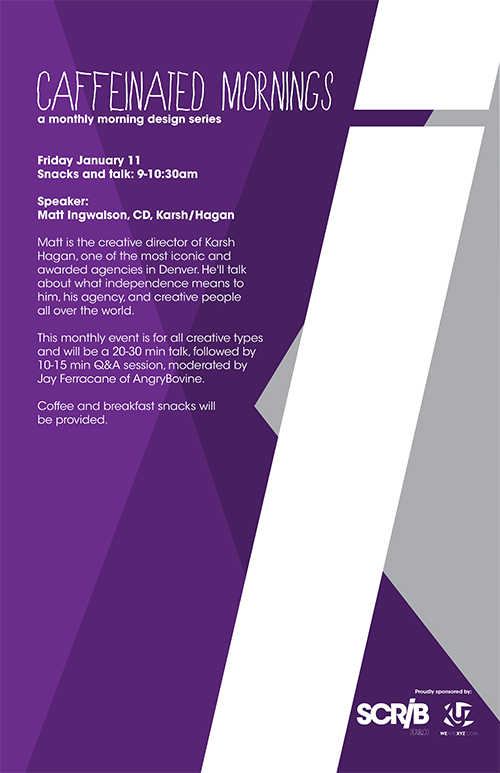 CAFFEINATED MORNINGS
a monthly morning design series
Friday January 11
Snacks and talk: 9-10:30am
Speaker:
Matt Ingwalson, CD, Karsh/Hagan
Matt is the creative director of Karsh
Hagan, one of the most iconic and
awarded agencies in Denver. He'll talk
about what independence means to
him, his agency, and creative people
all over the world.
This monthly event is for all creative types
and will be a 20-30 min talk, followed by
10-15 min Q&A session, moderated by
Jay Ferracane of AngryBovine.
Coffee and breakfast snacks will
be provided.
i
Proudly sponsored by:
SCRIB
WEAREXYZ.COM